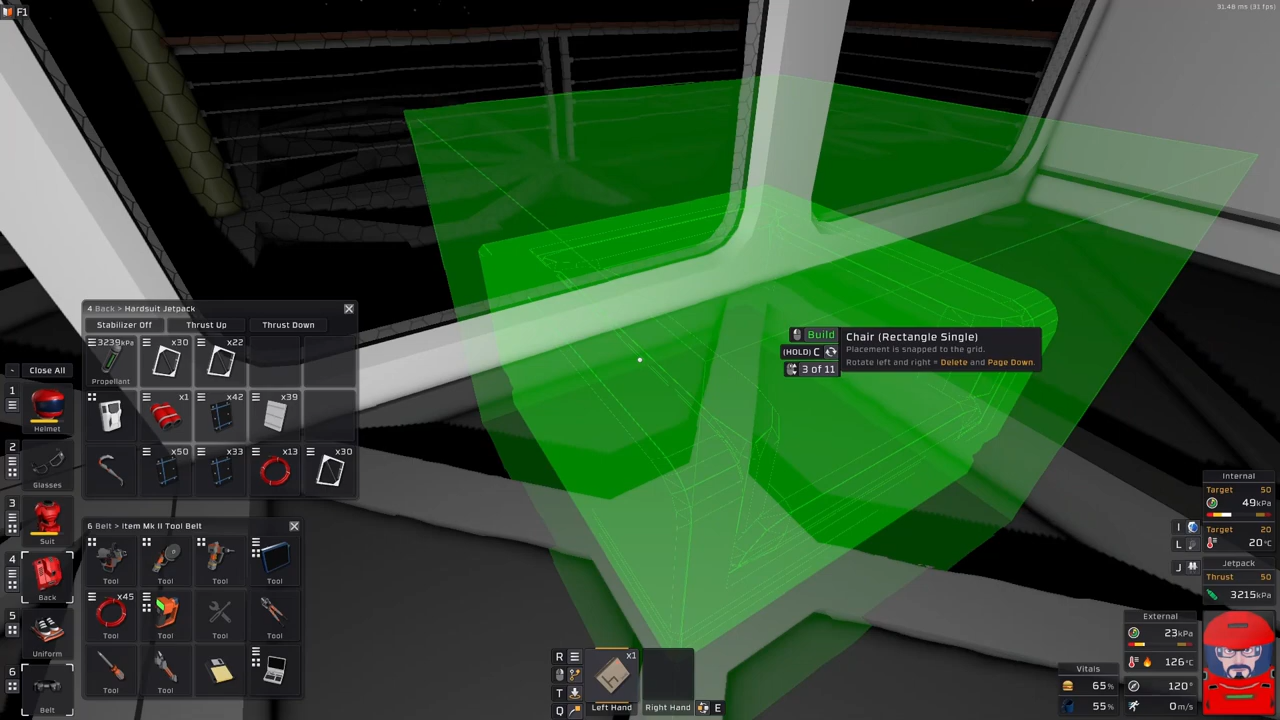 F1
31.48 ms (31 fps)
4 Back > Hardsuit Jetpack
Stabilizer Off
Thrust Up
Thrust Down
3239kPa
x30
x22
Propellant
x1
x42
x39
x50
x33
x13
x30
~
Close All
1
Helmet
2
Glasses
3
Suit
4
Back
5
Uniform
6
Belt
6 Belt > Item Mk II Tool Belt
Tool
Tool
Tool
Tool
x45
Tool
Tool
Tool
Tool
Tool
Tool
Tool
Tool
Build
(HOLD) C
3 of 11
Chair (Rectangle Single)
Placement is snapped to the grid.
Rotate left and right = Delete and Page Down.
R
T
Q
x1
Left Hand
Right Hand
E
Internal
Target 50
49kPa
Target 20
20°C
I
L
J
Jetpack
Thrust 50
3215kPa
External
23kPa
126°C
120°
0m/s
Vitals
65%
55%